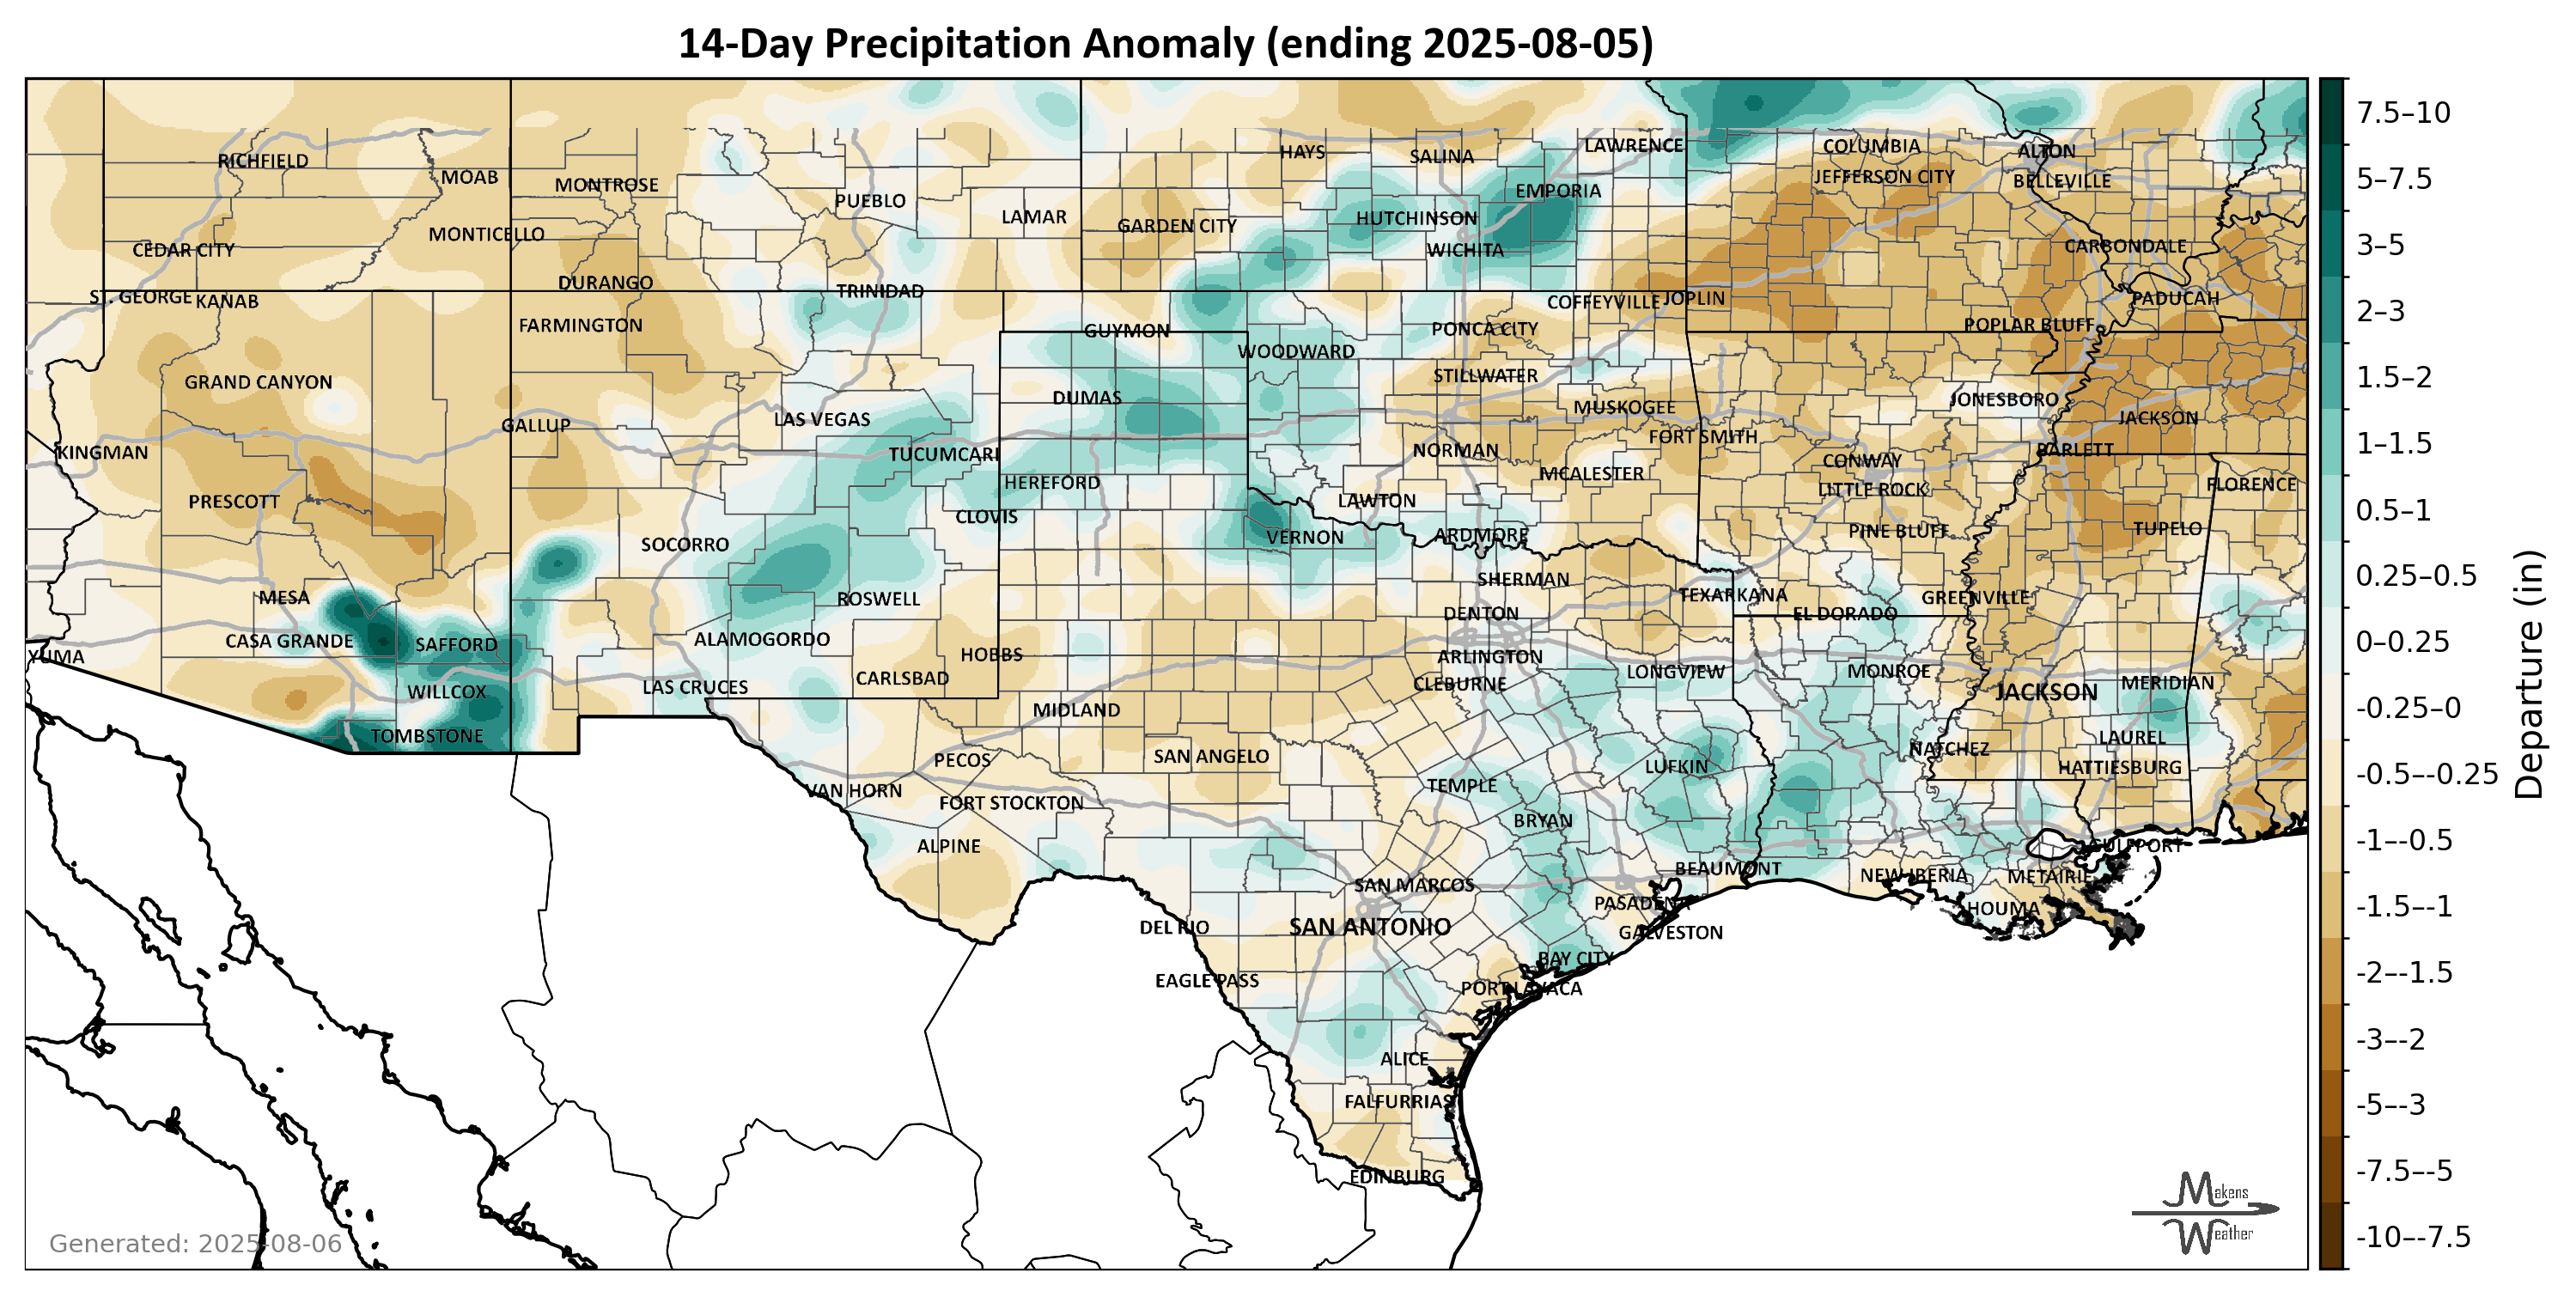 14-Day Precipitation Anomaly (ending 2025-08-05)
RICHFIELD
MOAB
MONTROSE
PUEBLO
LAMAR
HAYS
SALINA
LAWRENCE
COLUMBIA
ALTON
JEFFERSON CITY
BELLEVILLE
EMPORIA
GARDEN CITY
HUTCHINSON
WICHITA
CEDAR CITY
MONTICELLO
CARBONDALE
DURANGO
TRINIDAD
ST. GEORGE
KANAB
COFFEYVILLE
JOPLIN
PADUCAH
FARMINGTON
GUYMON
PONCA CITY
POPLAR BLUFF
WOODWARD
GRAND CANYON
STILLWATER
DUMAS
JONESBORO
MUSKOGEE
LAS VEGAS
GALLUP
JACKSON
FORT SMITH
KINGMAN
TUCUMCARI
NORMAN
BARLETT
CONWAY
MCALESTER
HEREFORD
LITTLE ROCK
FLORENCE
PRESCOTT
LAWTON
CLOVIS
VERNON
ARDMORE
PINE BLUFF
TUPELO
SOCORRO
SHERMAN
MESA
ROSWELL
TEXARKANA
GREENVILLE
DENTON
EL DORADO
CASA GRANDE
SAFFORD
ALAMOGORDO
HOBBS
ARLINGTON
YUMA
CARLSBAD
CLEBURNE
LONGVIEW
MONROE
MERIDIAN
WILLCOX
LAS CRUCES
JACKSON
MIDLAND
TOMBSTONE
LAUREL
NATCHEZ
PECOS
SAN ANGELO
LUFKIN
HATTIESBURG
VAN HORN
FORT STOCKTON
TEMPLE
BRYAN
ALPINE
GULFPORT
BEAUMONT
NEW IBERIA
METAIRIE
SAN MARCOS
PASADENA
HOUMA
DEL RIO
SAN ANTONIO
GALVESTON
BAY CITY
EAGLE PASS
PORT LAVACA
ALICE
FALFURRIAS
EDINBURG
Generated: 2025-08-06
Makens
Weather
7.5–10
5–7.5
3–5
2–3
1.5–2
1–1.5
0.5–1
0.25–0.5
0–0.25
-0.25–0
-0.5–-0.25
-1–-0.5
-1.5–-1
-2–-1.5
-3–-2
-5–-3
-7.5–-5
-10–-7.5
Departure (in)